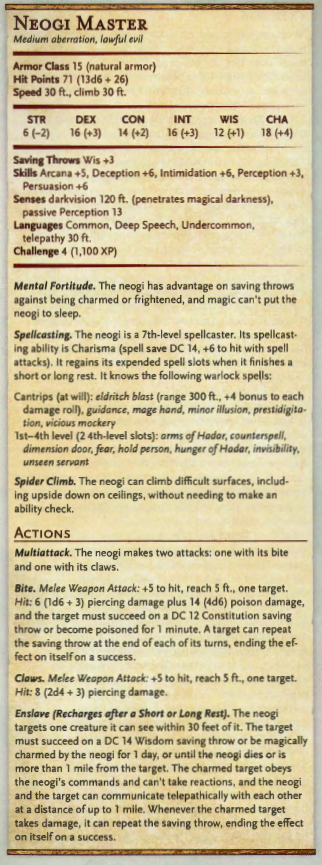 NEOGI MASTER
Medium aberration, lawful evil
Armor Class 15 (natural armor)
Hit Points 71 (13d6 + 26)
Speed 30 ft., climb 30 ft.
STR DEX CON INT WIS CHA
6 (–2) 16 (+3) 14 (+2) 16 (+3) 12 (+1) 18 (+4)
Saving Throws Wis +3
Skills Arcana +5, Deception +6, Intimidation +6, Perception +3,
Persuasion +6
Senses darkvision 120 ft. (penetrates magical darkness),
passive Perception 13
Languages Common, Deep Speech, Undercommon,
telepathy 30 ft.
Challenge 4 (1,100 XP)
Mental Fortitude. The neogi has advantage on saving throws
against being charmed or frightened, and magic can't put the
neogi to sleep.
Spellcasting. The neogi is a 7th-level spellcaster. Its spellcast-
ing ability is Charisma (spell save DC 14, +6 to hit with spell
attacks). It regains its expended spell slots when it finishes a
short or long rest. It knows the following warlock spells:
Cantrips (at will): eldritch blast (range 300 ft., +4 bonus to each
damage roll), guidance, mage hand, minor illusion, prestidigita-
tion, vicious mockery
1st–4th level (2 4th-level slots): arms of Hadar, counterspell,
dimension door, fear, hold person, hunger of Hadar, invisibility,
unseen servant
Spider Climb. The neogi can climb difficult surfaces, includ-
ing upside down on ceilings, without needing to make an
ability check.
ACTIONS
Multiattack. The neogi makes two attacks: one with its bite
and one with its claws.
Bite. Melee Weapon Attack: +5 to hit, reach 5 ft., one target.
Hit: 6 (1d6 + 3) piercing damage plus 14 (4d6) poison damage,
and the target must succeed on a DC 12 Constitution saving
throw or become poisoned for 1 minute. A target can repeat
the saving throw at the end of each of its turns, ending the ef-
fect on itself on a success.
Claws. Melee Weapon Attack: +5 to hit, reach 5 ft., one target.
Hit: 8 (2d4 + 3) piercing damage.
Enslave (Recharges after a Short or Long Rest). The neogi
targets one creature it can see within 30 feet of it. The target
must succeed on a DC 14 Wisdom saving throw or be magically
charmed by the neogi for 1 day, or until the neogi dies or is
more than 1 mile from the target. The charmed target obeys
the neogi's commands and can't take reactions, and the neogi
and the target can communicate telepathically with each other
at a distance of up to 1 mile. Whenever the charmed target
takes damage, it can repeat the saving throw, ending the effect
on itself on a success.